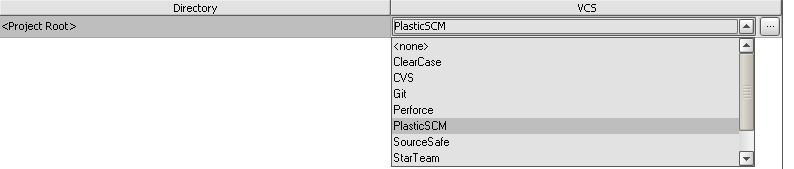 Directory VCS
<Project Root> PlasticSCM ...
<none>
ClearCase
CVS
Git
Perforce
PlasticSCM
SourceSafe
StarTeam